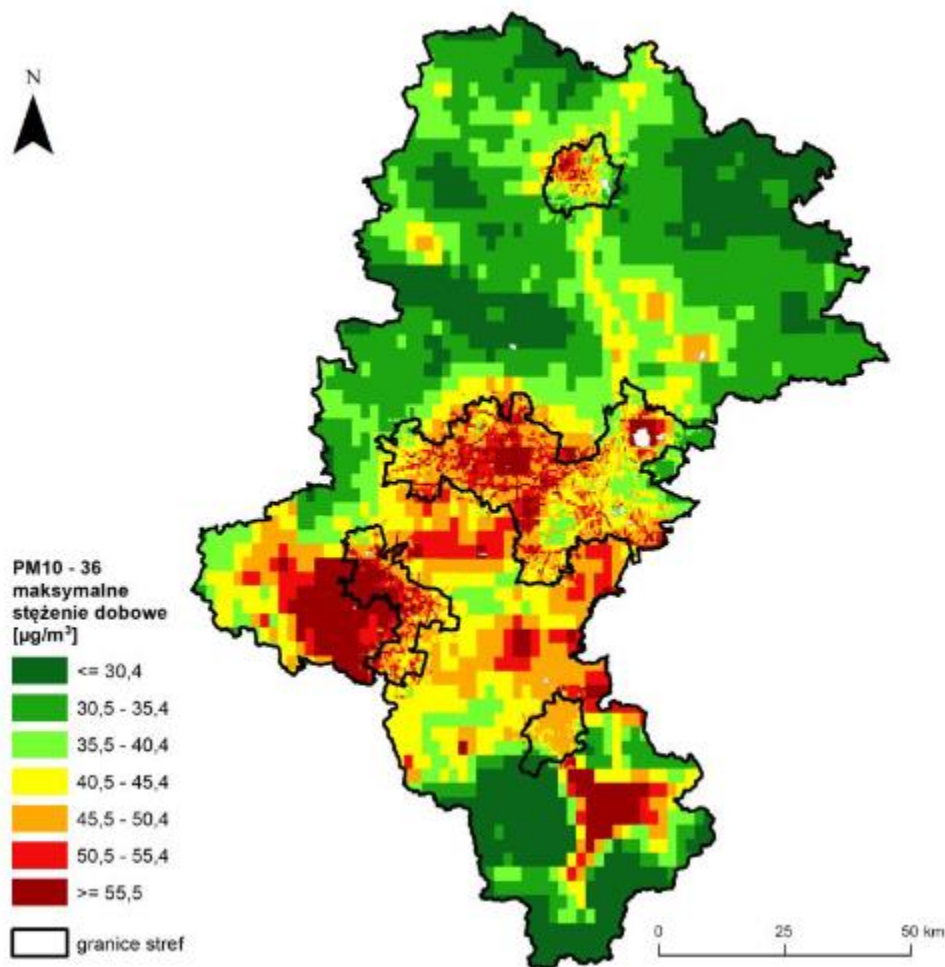 N
PM10 - 36
maksymalne
stężenie dobowe
[µg/m³]
<= 30,4
30,5 - 35,4
35,5 - 40,4
40,5 - 45,4
45,5 - 50,4
50,5 - 55,4
>= 55,5
granice stref
0 25 50 km